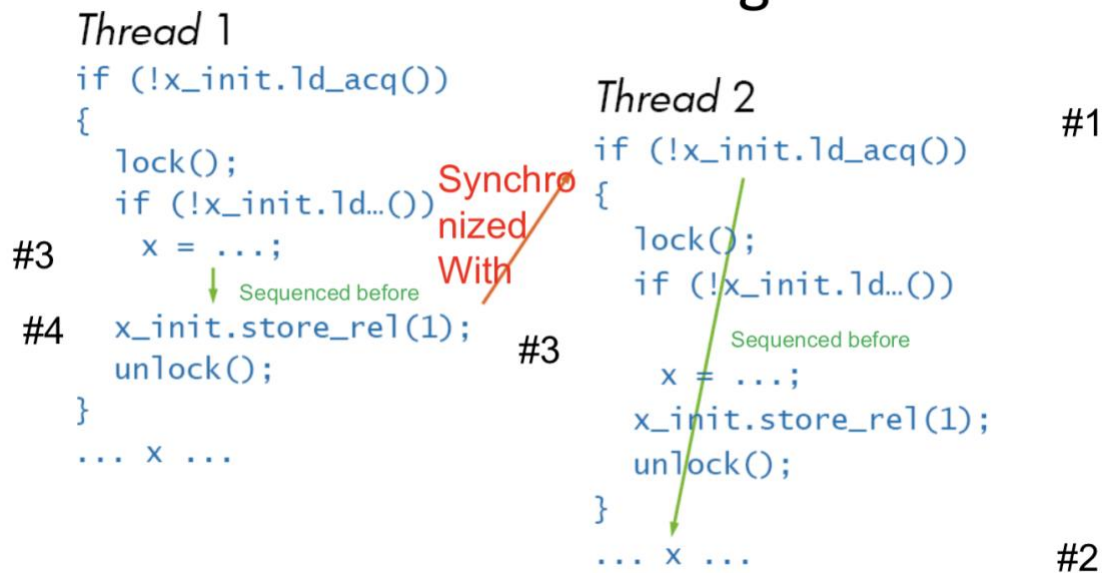 Thread 1
if (!x_init.ld_acq())
{
lock();
if (!x_init.ld…())
#3 x = ...;
Sequenced before
#4 x_init.store_rel(1);
unlock();
}
... x ...
Synchro
nized
With
#3
Thread 2
if (!x_init.ld_acq()) #1
{
lock();
if (!x_init.ld…())
Sequenced before
x = ...;
x_init.store_rel(1);
unlock();
}
... x ... #2